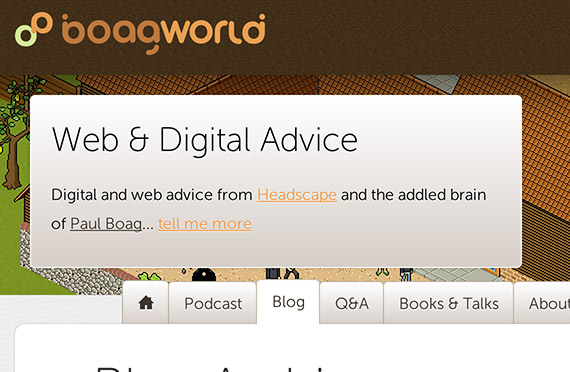 boagworld
Web & Digital Advice
Digital and web advice from Headscape and the addled brain
of Paul Boag... tell me more
Podcast
Blog
Q&A
Books & Talks
About